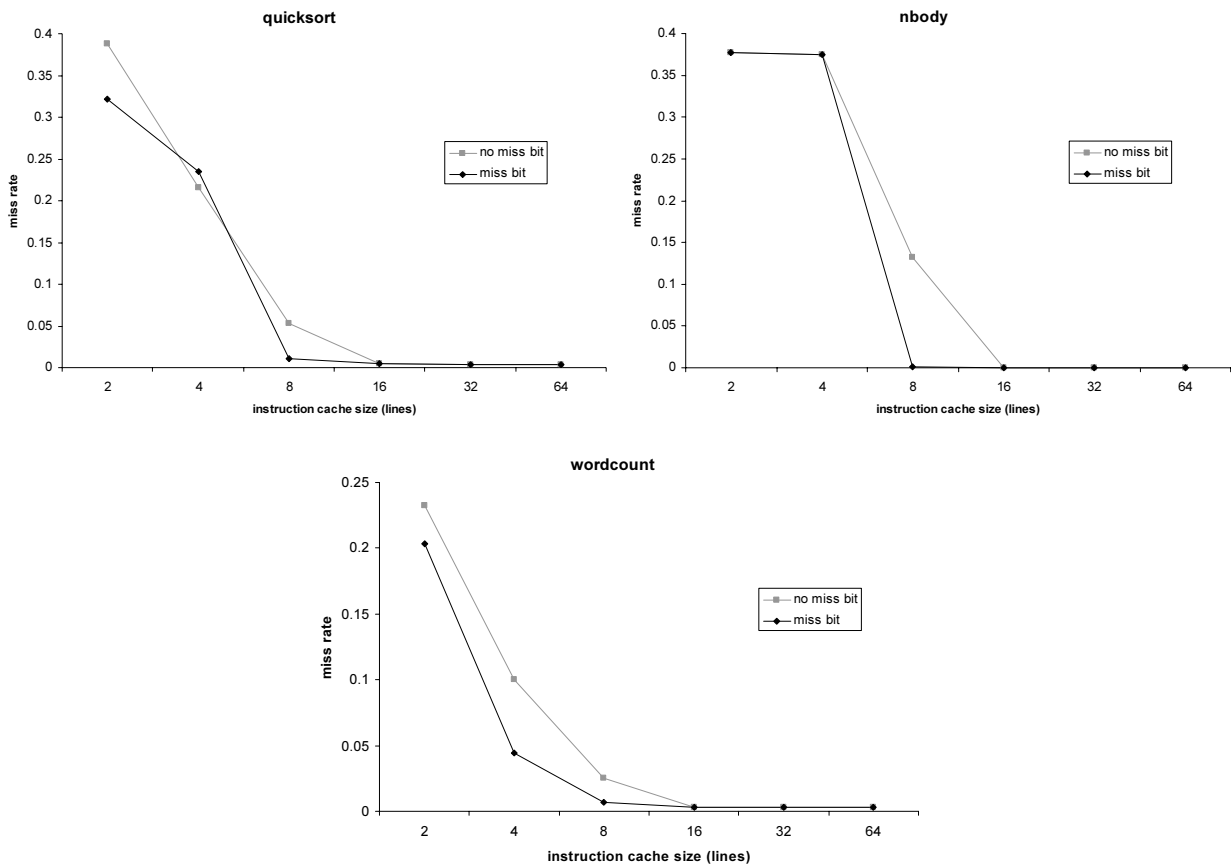 quicksort
0.4
0.35
0.3
0.25
0.2
0.15
0.1
0.05
0
miss rate
2 4 8 16 32 64
instruction cache size (lines)
no miss bit
miss bit
nbody
0.4
0.35
0.3
0.25
0.2
0.15
0.1
0.05
0
miss rate
2 4 8 16 32 64
instruction cache size (lines)
no miss bit
miss bit
wordcount
0.25
0.2
0.15
0.1
0.05
0
miss rate
2 4 8 16 32 64
instruction cache size (lines)
no miss bit
miss bit